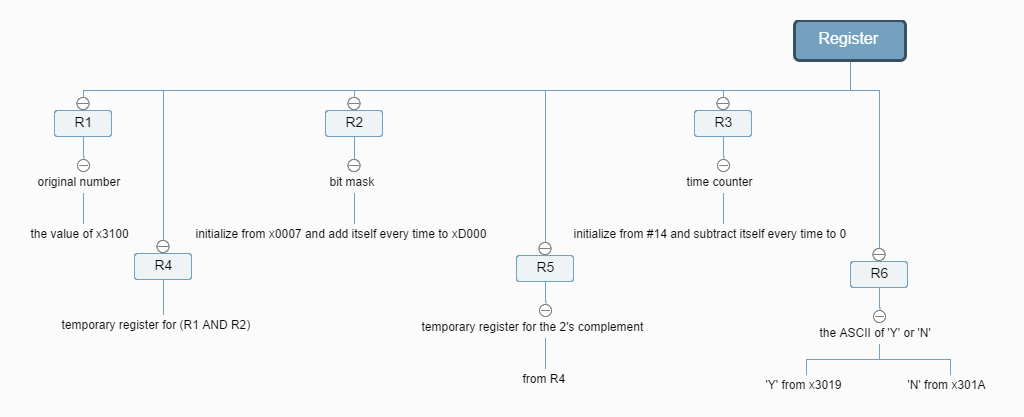 Register
R1
R2
R3
original number
bit mask
time counter
the value of x3100
initialize from x0007 and add itself every time to xD000
initialize from #14 and subtract itself every time to 0
R4
R5
R6
temporary register for (R1 AND R2)
temporary register for the 2's complement
the ASCII of 'Y' or 'N'
from R4
'Y' from x3019
'N' from x301A